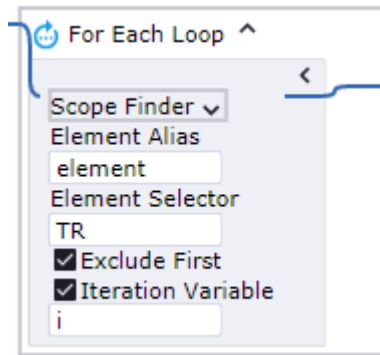 For Each Loop
Scope Finder
Element Alias
element
Element Selector
TR
Exclude First
Iteration Variable
i